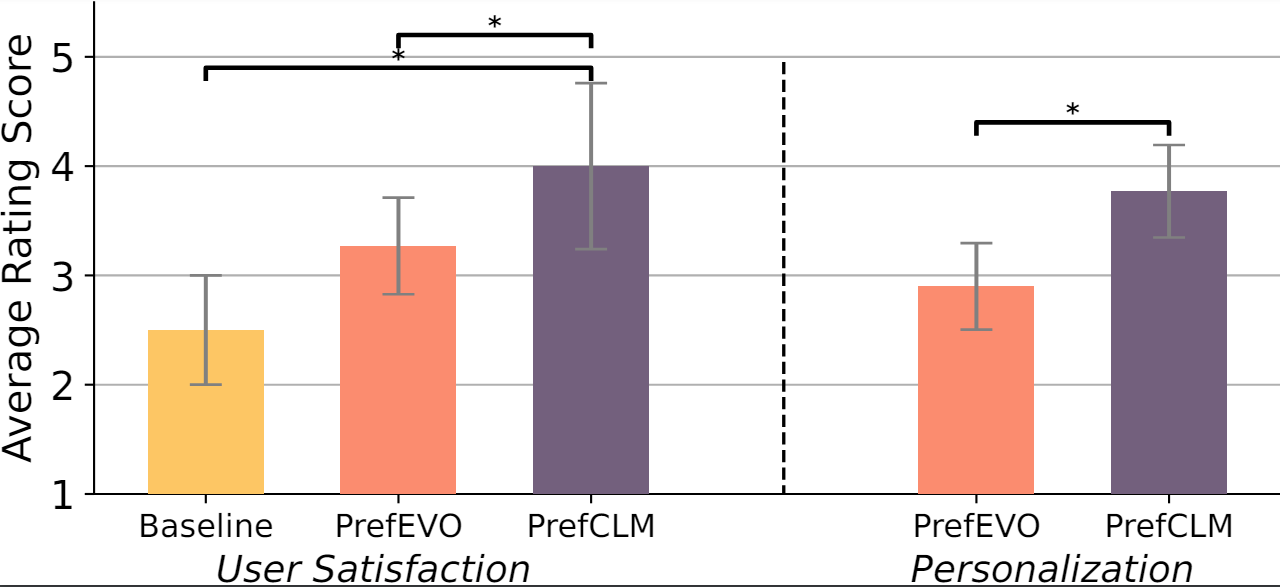 Average Rating Score
5
4
3
2
1
*
*
*
Baseline PrefEVO PrefCLM PrefEVO PrefCLM
User Satisfaction Personalization